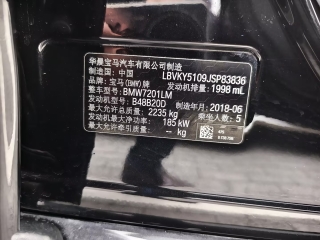 华晨宝马汽车有限公司制造
制造国：中国 LBVKY5109JSP83836
品牌：宝马(BMW)牌 发动机排量：1998 mL
整车型号：BMW7201LM
发动机型号：B48B20D 制造年月：2018-06
最大允许总质量：2235 kg 乘坐人数：5
发动机最大净功率：185 kW
最大允许牵引质量：-- kg